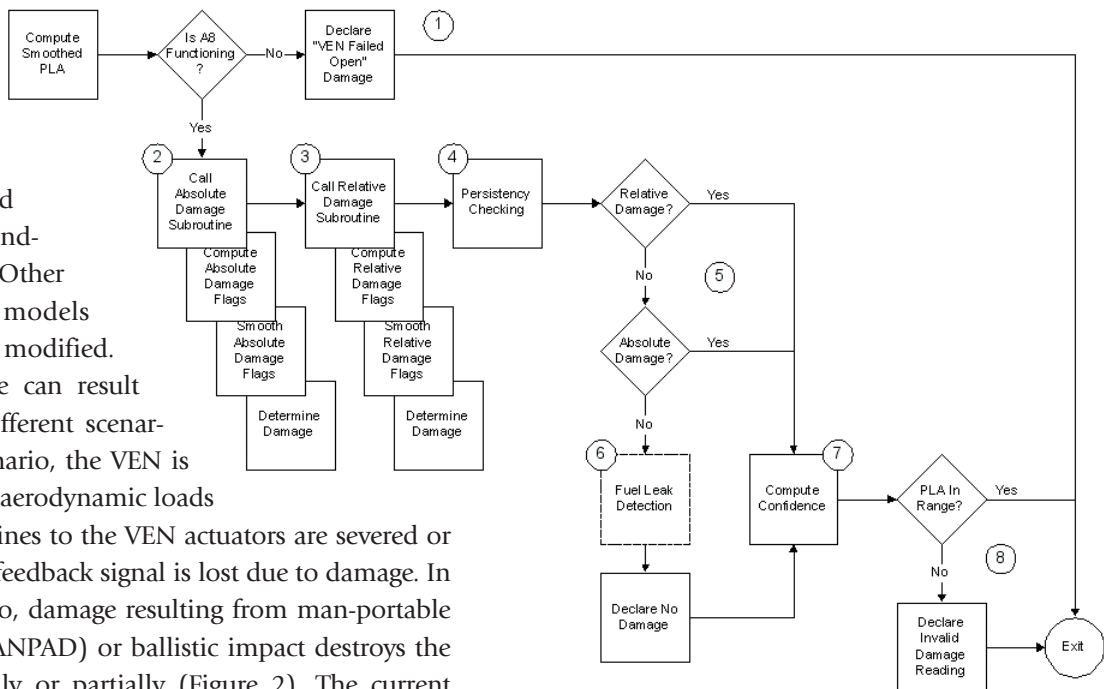 Compute
Smoothed
PLA
Is A8
Functioning
?
No
Declare
"VEN Failed
Open"
Damage
1
Yes
2
Call
Absolute
Damage
Subroutine
Compute
Absolute
Damage
Flags
Smooth
Absolute
Damage
Flags
Determine
Damage
3
Call Relative
Damage
Subroutine
Compute
Relative
Damage
Flags
Smooth
Relative
Damage
Flags
Determine
Damage
4
Persistency
Checking
Relative
Damage?
Yes
No
5
Absolute
Damage?
Yes
No
6
Fuel Leak
Detection
Declare No
Damage
7
Compute
Confidence
PLA In
Range?
Yes
No
8
Declare
Invalid
Damage
Reading
Exit
d
nd-
Other
models
modified.
e can result
fferent scenar-
nario, the VEN is
aerodynamic loads
ines to the VEN actuators are severed or
feedback signal is lost due to damage. In
o, damage resulting from man-portable
ANPAD) or ballistic impact destroys the
ly or partially (Figure 2). The current